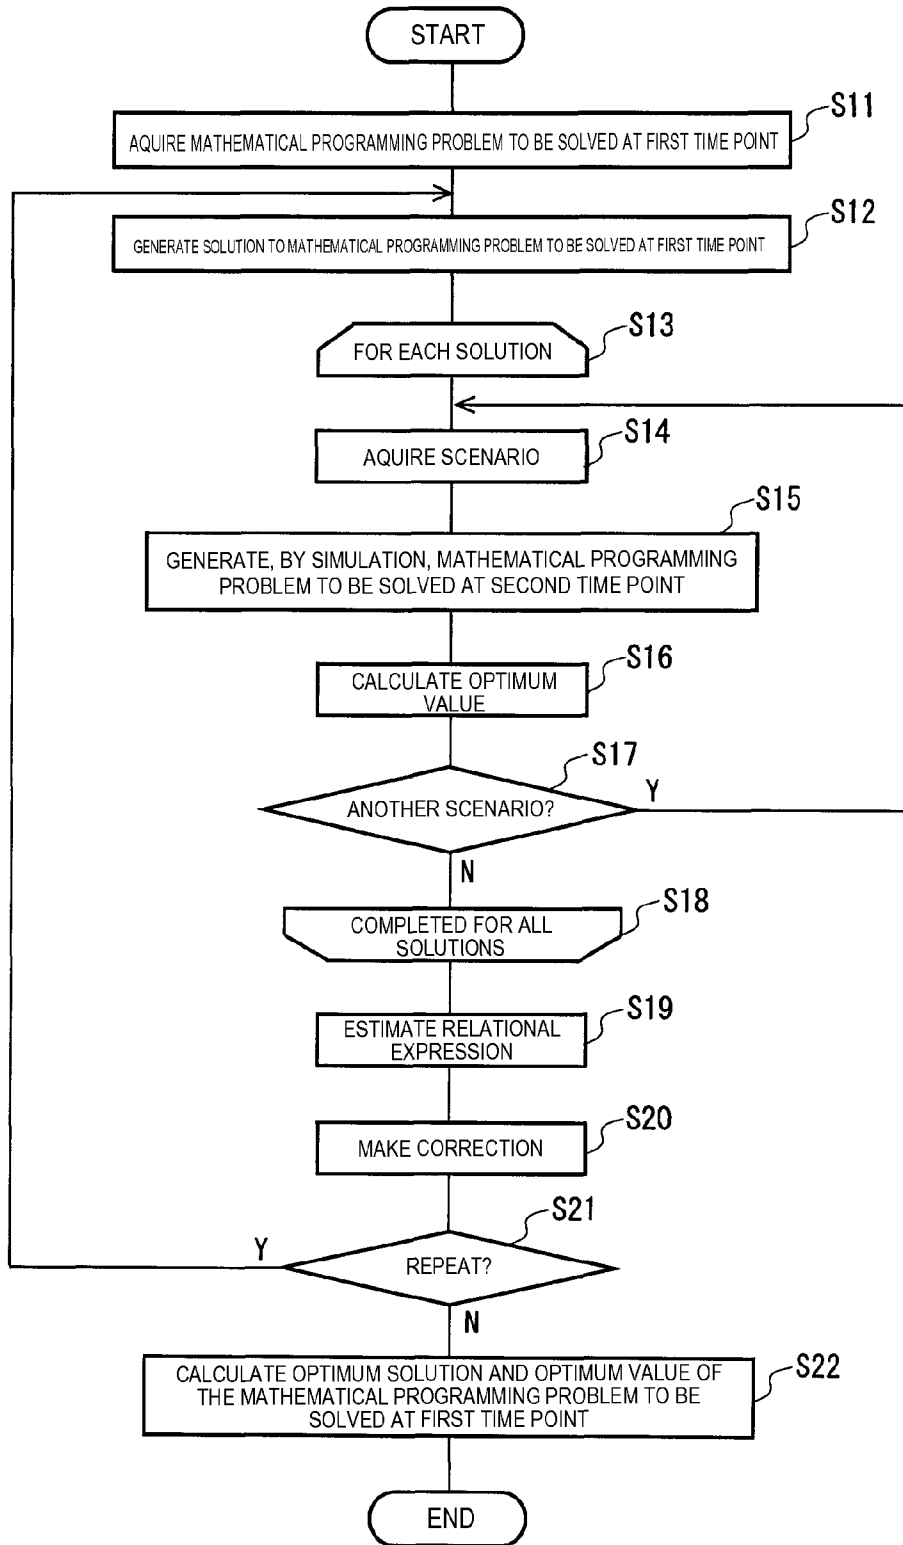 START
S11
AQUIRE MATHEMATICAL PROGRAMMING PROBLEM TO BE SOLVED AT FIRST TIME POINT
S12
GENERATE SOLUTION TO MATHEMATICAL PROGRAMMING PROBLEM TO BE SOLVED AT FIRST TIME POINT
S13
FOR EACH SOLUTION
S14
AQUIRE SCENARIO
S15
GENERATE, BY SIMULATION, MATHEMATICAL PROGRAMMING
PROBLEM TO BE SOLVED AT SECOND TIME POINT
S16
CALCULATE OPTIMUM
VALUE
S17
ANOTHER SCENARIO?
Y
N
S18
COMPLETED FOR ALL
SOLUTIONS
S19
ESTIMATE RELATIONAL
EXPRESSION
S20
MAKE CORRECTION
S21
Y
REPEAT?
N
S22
CALCULATE OPTIMUM SOLUTION AND OPTIMUM VALUE OF
THE MATHEMATICAL PROGRAMMING PROBLEM TO BE
SOLVED AT FIRST TIME POINT
END